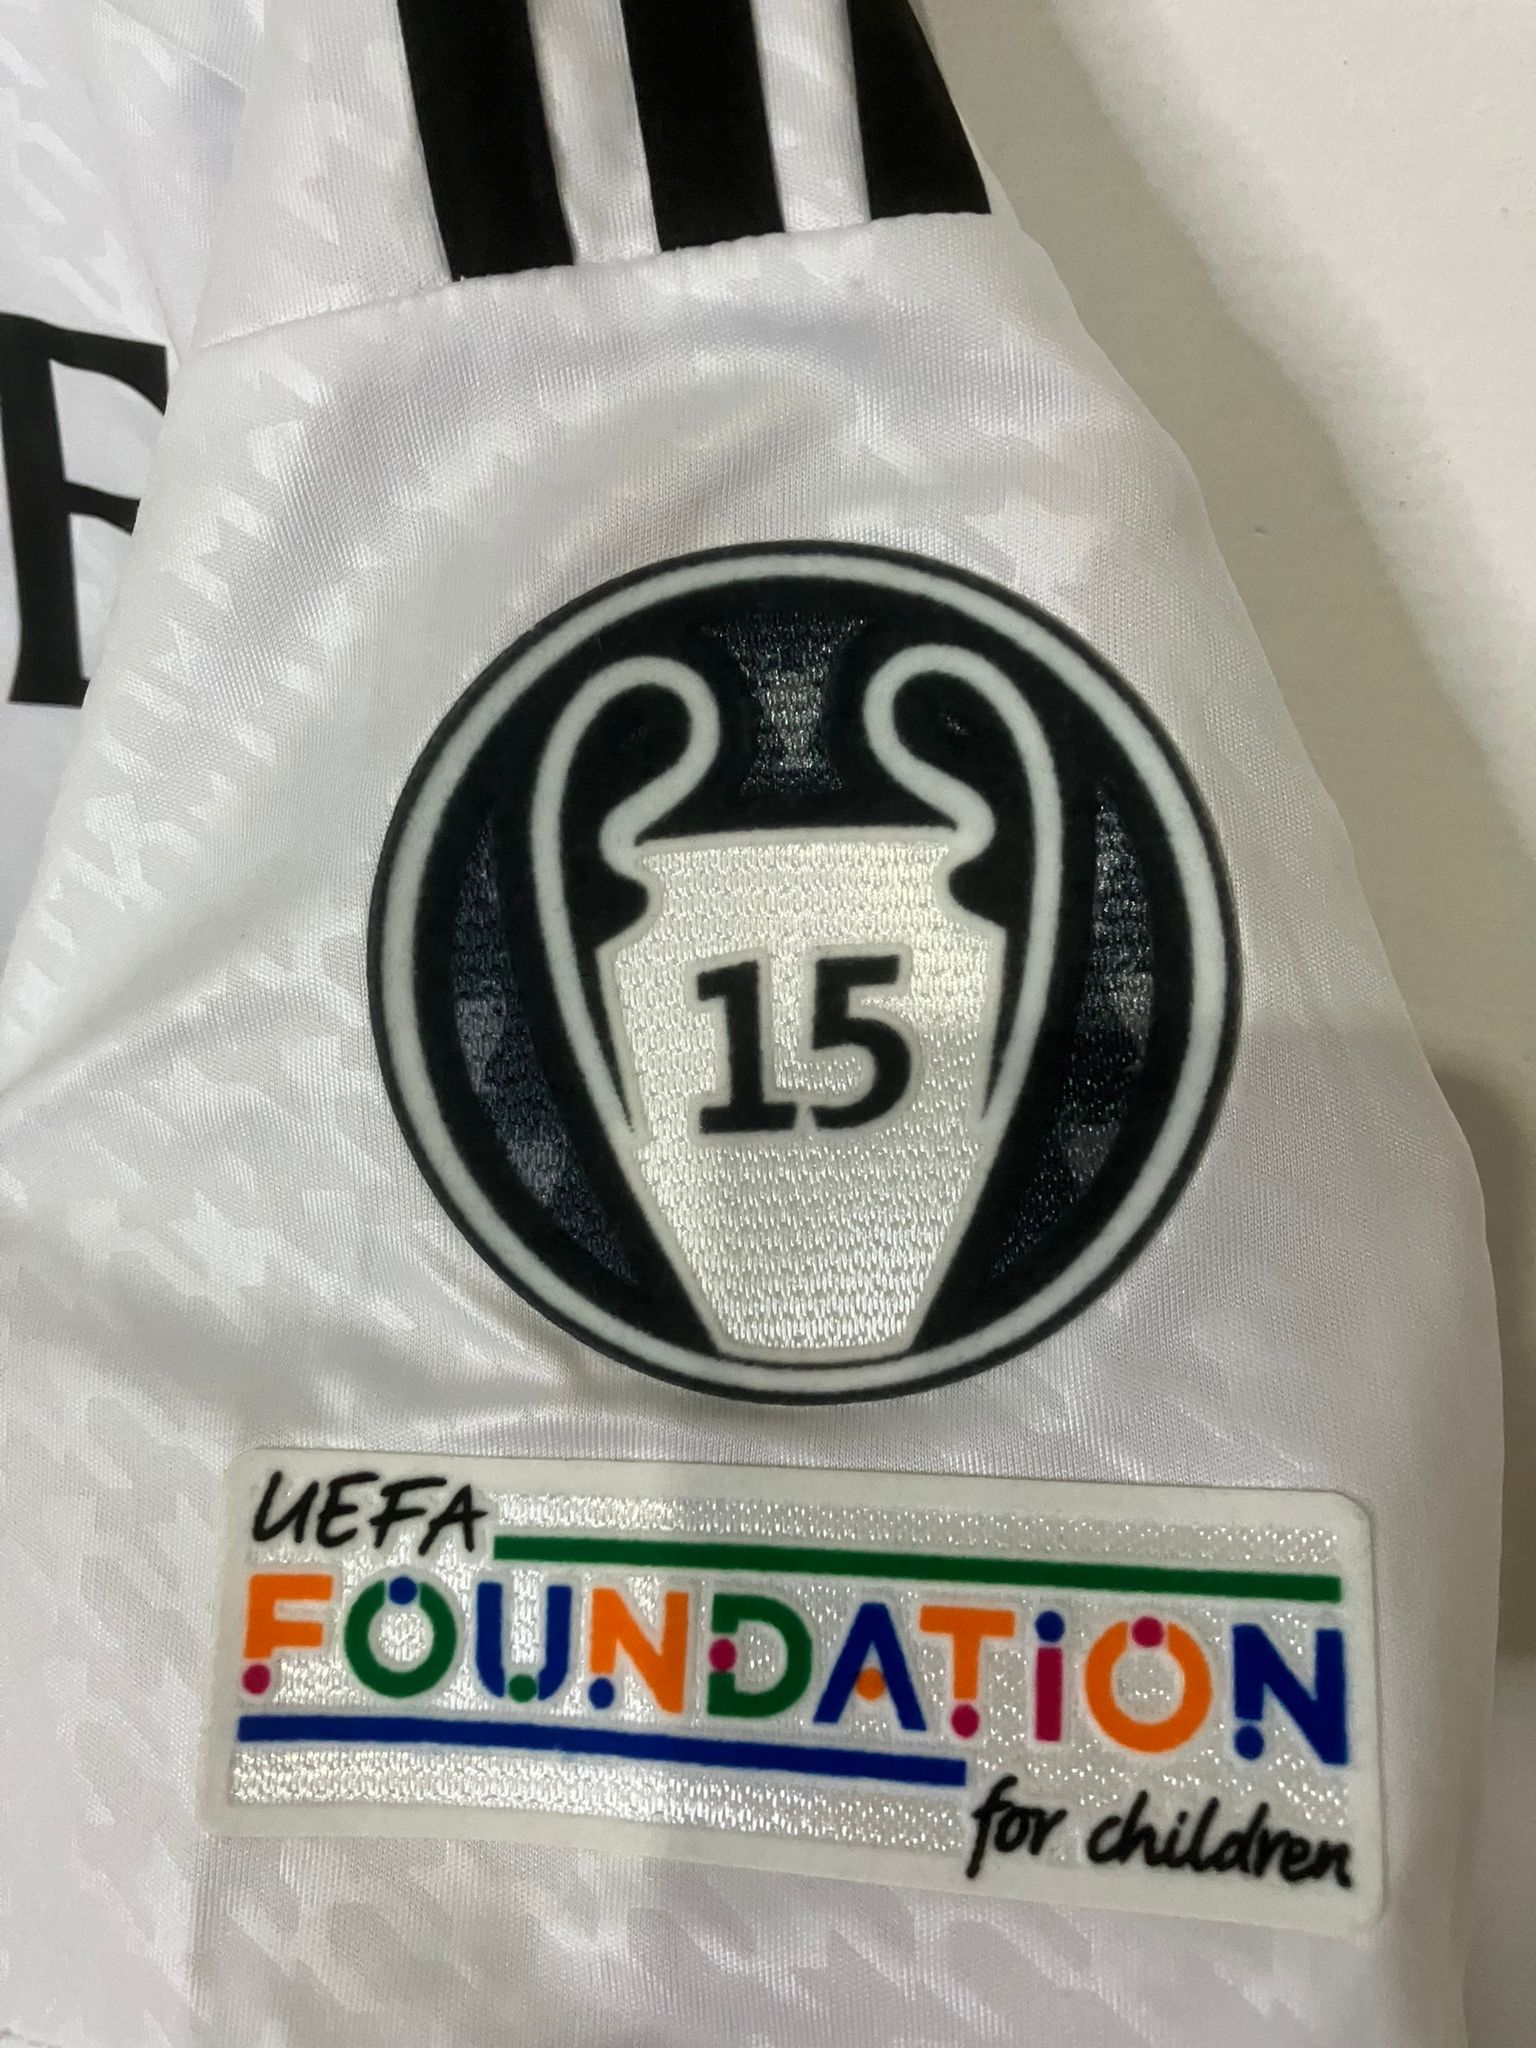 15
UEFA
FOUNDATION
for children